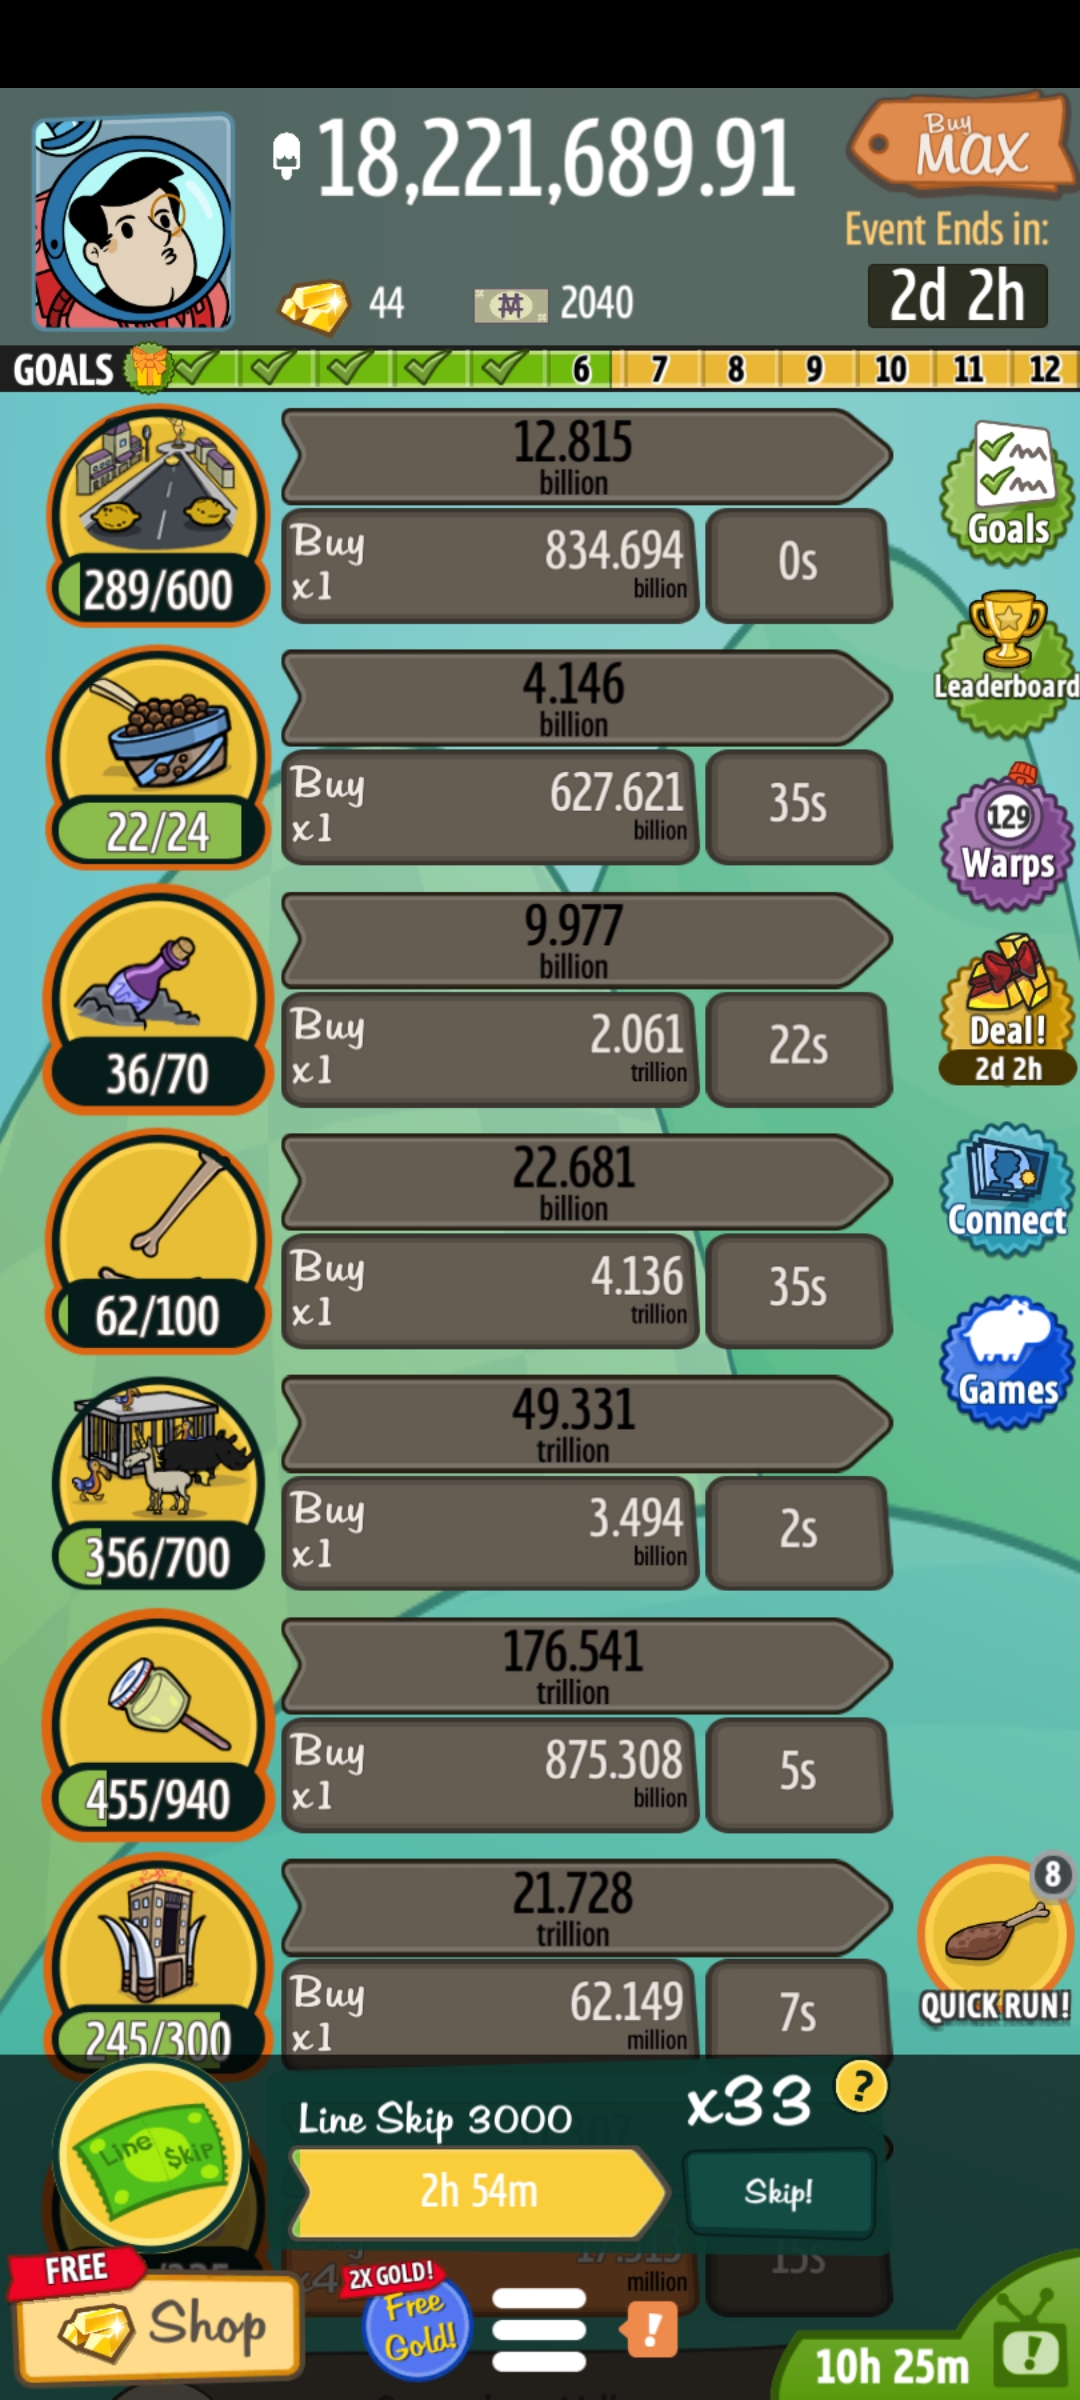 18,221,689.91
Buy
MAX
Event Ends in:
2d 2h
44
2040
GOALS 6 7 8 9 10 11 12
12.815
billion
289/600
Buy
x1
834.694
billion
0s
Goals
4.146
billion
22/24
Buy
x1
627.621
billion
35s
Leaderboard
129
Warps
9.977
billion
36/70
Buy
x1
2.061
trillion
22s
Deal!
2d 2h
22.681
billion
62/100
Buy
x1
4.136
trillion
35s
Connect
49.331
trillion
356/700
Buy
x1
3.494
billion
2s
Games
176.541
trillion
455/940
Buy
x1
875.308
billion
5s
21.728
trillion
245/300
Buy
x1
62.149
million
7s
8
QUICK RUN!
Line Skip
Line Skip 3000
x33
?
2h 54m
Skip!
x4
million
15s
FREE
Shop
2X GOLD!
Free
Gold!
!
10h 25m
!